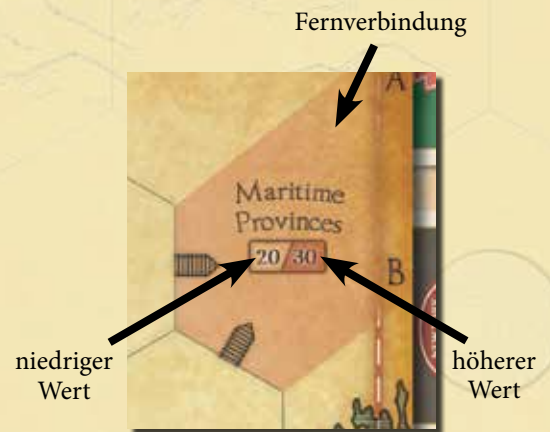 Fernverbindung
A
Maritime
Provinces
20/30
B
niedriger
Wert
höherer
Wert